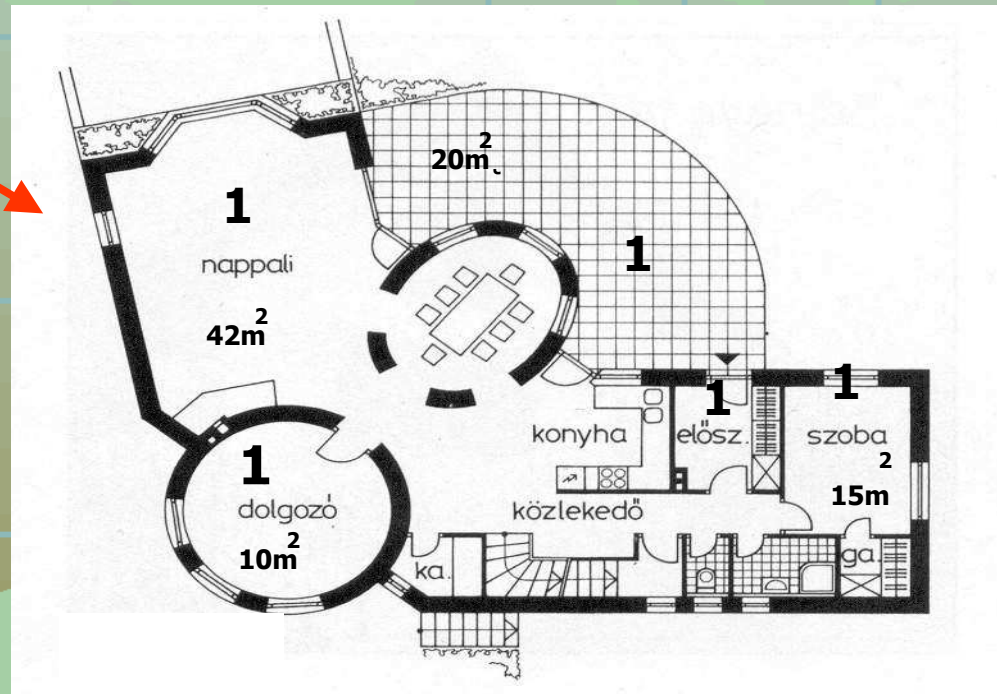 20m²
1
nappali
42m²
1
1
konyha
1
elősz.
1
szoba
15m²
1
dolgozó
10m²
közlekedő
ka.
ga.